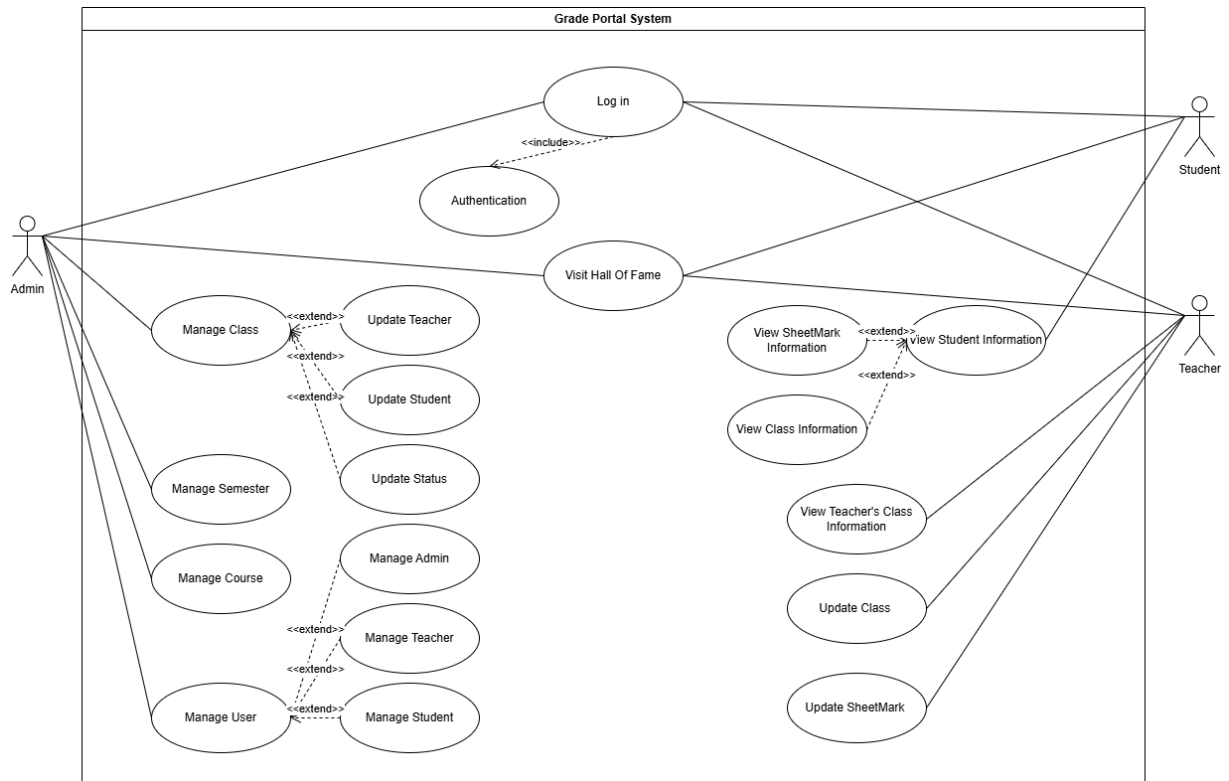 Grade Portal System
Log in
<<include>>
Authentication
Student
Admin
Visit Hall Of Fame
Manage Class
<<extend>>
Update Teacher
<<extend>>
<<extend>>
Update Student
Update Status
View SheetMark
Information
<<extend>>
View Student Information
<<extend>>
View Class Information
Teacher
Manage Semester
View Teacher's Class
Information
Manage Course
Manage Admin
Update Class
<<extend>>
Manage Teacher
<<extend>>
Manage User
<<extend>>
Manage Student
Update SheetMark